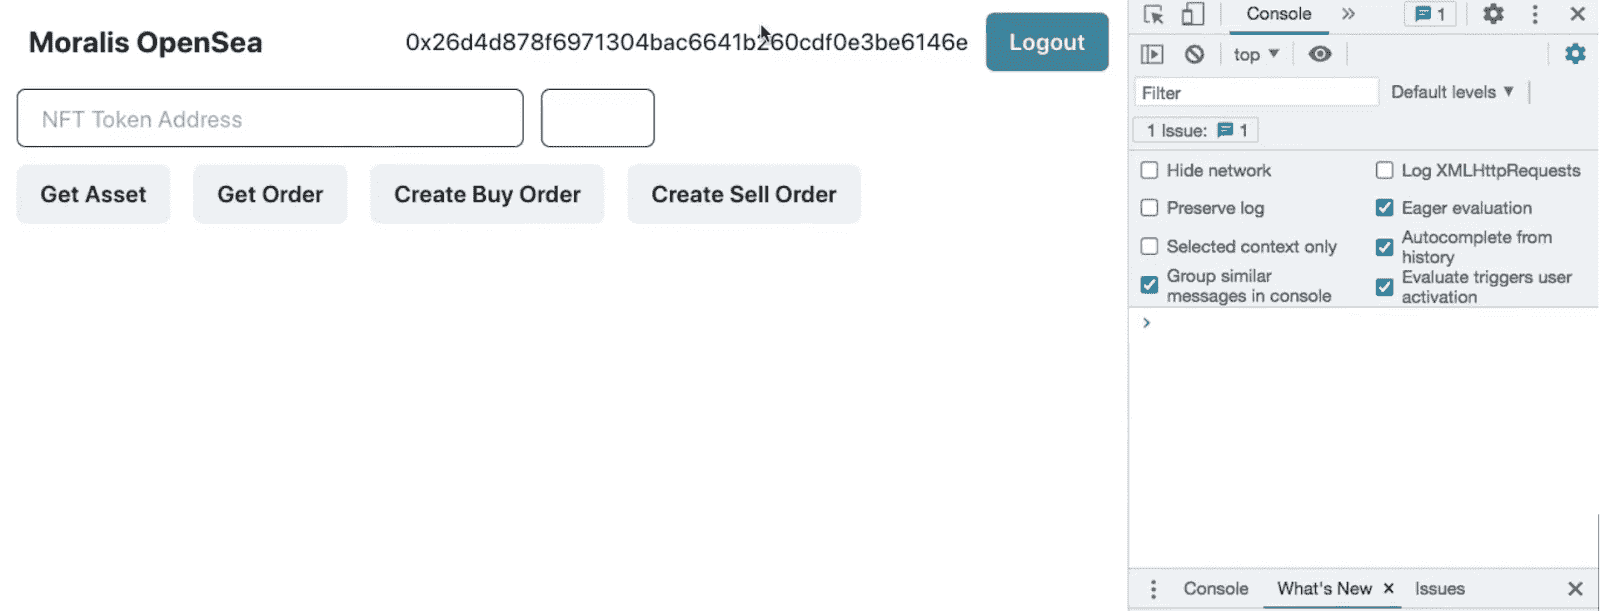 Moralis OpenSea
0x26d4d878f6971304bac6641b260cdf0e3be6146e
Logout
NFT Token Address
Get Asset
Get Order
Create Buy Order
Create Sell Order
Console
1
top
Filter
Default levels
1 Issue: 1
Hide network
Log XMLHttpRequests
Preserve log
Eager evaluation
Selected context only
Autocomplete from
history
Group similar
messages in console
Evaluate triggers user
activation
Console
What's New
Issues